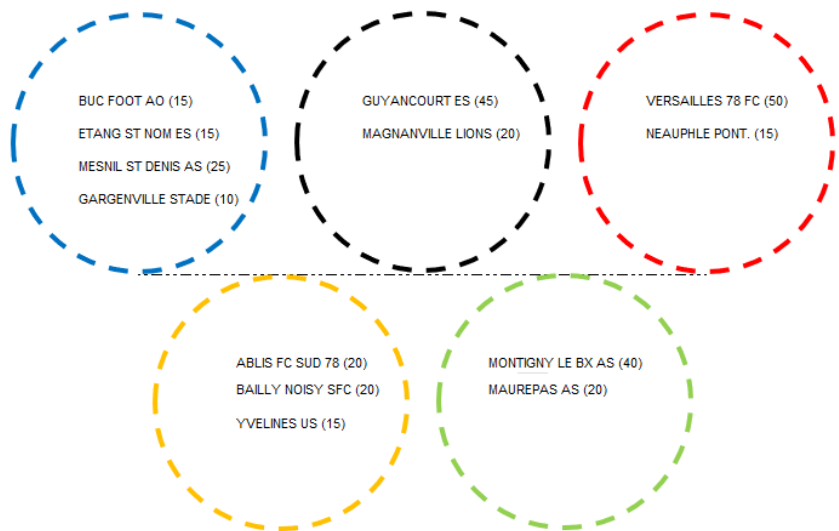 BUC FOOT AO (15)
ETANG ST NOM ES (15)
MESNIL ST DENIS AS (25)
GARGENVILLE STADE (10)
GUYANCOURT ES (45)
MAGNANVILLE LIONS (20)
VERSAILLES 78 FC (50)
NEAUPHLE PONT. (15)
ABLIS FC SUD 78 (20)
BAILLY NOISY SFC (20)
YVELINES US (15)
MONTIGNY LE BX AS (40)
MAUREPAS AS (20)